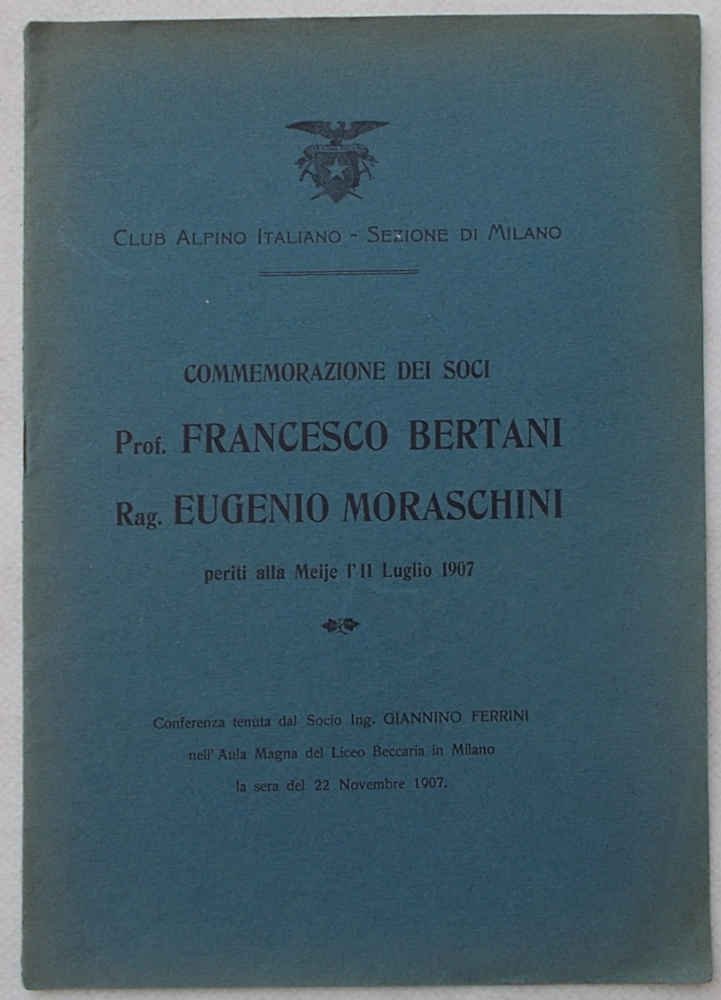 CLUB ALPINO ITALIANO - SEZIONE DI MILANO
COMMEMORAZIONE DEI SOCI
Prof. FRANCESCO BERTANI
Rag. EUGENIO MORASCHINI
periti alla Meije l'11 Luglio 1907
Conferenza tenuta dal Socio Ing. GIANNINO FERRINI
nell'Aula Magna del Liceo Beccaria in Milano
la sera del 22 Novembre 1907.